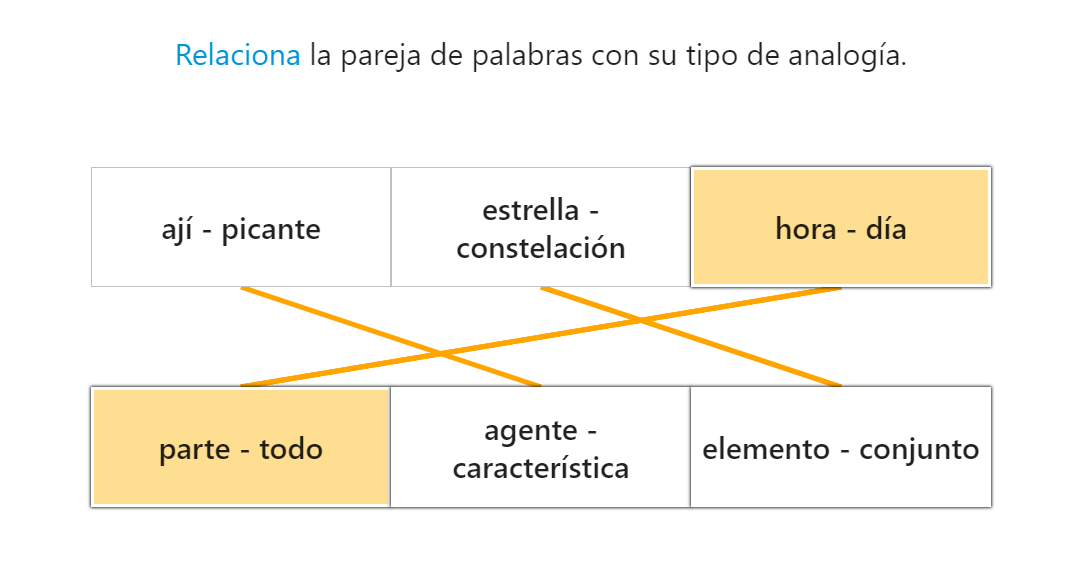 Relaciona la pareja de palabras con su tipo de analogía.
ají - picante
estrella -
constelación
hora - día
parte - todo
agente -
característica
elemento - conjunto